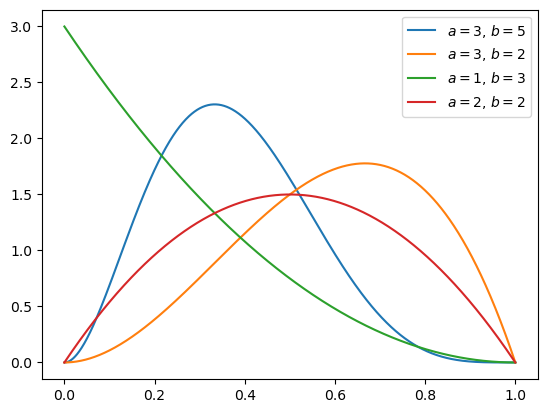 3.0
2.5
2.0
1.5
1.0
0.5
0.0
0.0 0.2 0.4 0.6 0.8 1.0
a = 3, b = 5
a = 3, b = 2
a = 1, b = 3
a = 2, b = 2